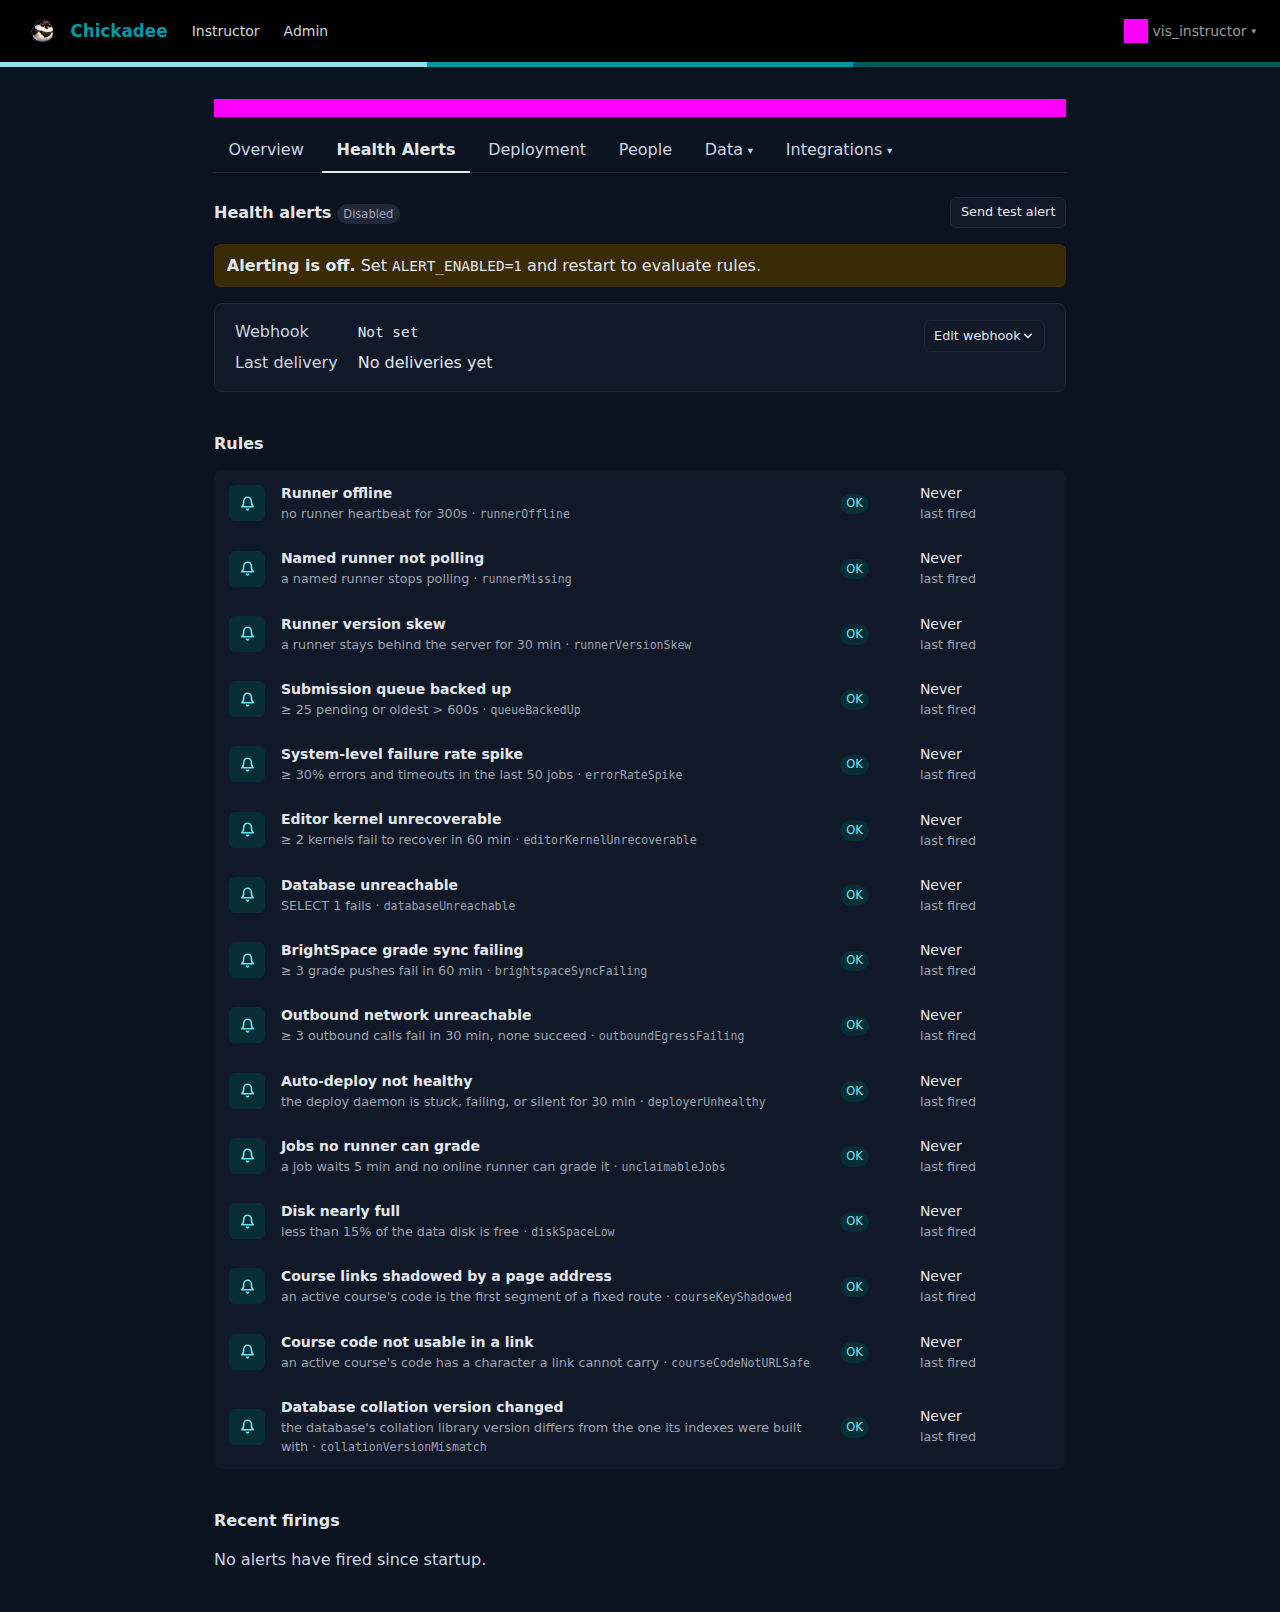 Chickadee Instructor Admin vis_instructor ▾
Overview Health Alerts Deployment People Data ▾ Integrations ▾
Health alerts Disabled Send test alert
Alerting is off. Set ALERT_ENABLED=1 and restart to evaluate rules.
Webhook Not set Edit webhook
Last delivery No deliveries yet
Rules
Runner offline
no runner heartbeat for 300s · runnerOffline
OK
Never
last fired
Named runner not polling
a named runner stops polling · runnerMissing
OK
Never
last fired
Runner version skew
a runner stays behind the server for 30 min · runnerVersionSkew
OK
Never
last fired
Submission queue backed up
≥ 25 pending or oldest > 600s · queueBackedUp
OK
Never
last fired
System-level failure rate spike
≥ 30% errors and timeouts in the last 50 jobs · errorRateSpike
OK
Never
last fired
Editor kernel unrecoverable
≥ 2 kernels fail to recover in 60 min · editorKernelUnrecoverable
OK
Never
last fired
Database unreachable
SELECT 1 fails · databaseUnreachable
OK
Never
last fired
BrightSpace grade sync failing
≥ 3 grade pushes fail in 60 min · brightspaceSyncFailing
OK
Never
last fired
Outbound network unreachable
≥ 3 outbound calls fail in 30 min, none succeed · outboundEgressFailing
OK
Never
last fired
Auto-deploy not healthy
the deploy daemon is stuck, failing, or silent for 30 min · deployerUnhealthy
OK
Never
last fired
Jobs no runner can grade
a job waits 5 min and no online runner can grade it · unclaimableJobs
OK
Never
last fired
Disk nearly full
less than 15% of the data disk is free · diskSpaceLow
OK
Never
last fired
Course links shadowed by a page address
an active course's code is the first segment of a fixed route · courseKeyShadowed
OK
Never
last fired
Course code not usable in a link
an active course's code has a character a link cannot carry · courseCodeNotURLSafe
OK
Never
last fired
Database collation version changed
the database's collation library version differs from the one its indexes were built
with · collationVersionMismatch
OK
Never
last fired
Recent firings
No alerts have fired since startup.